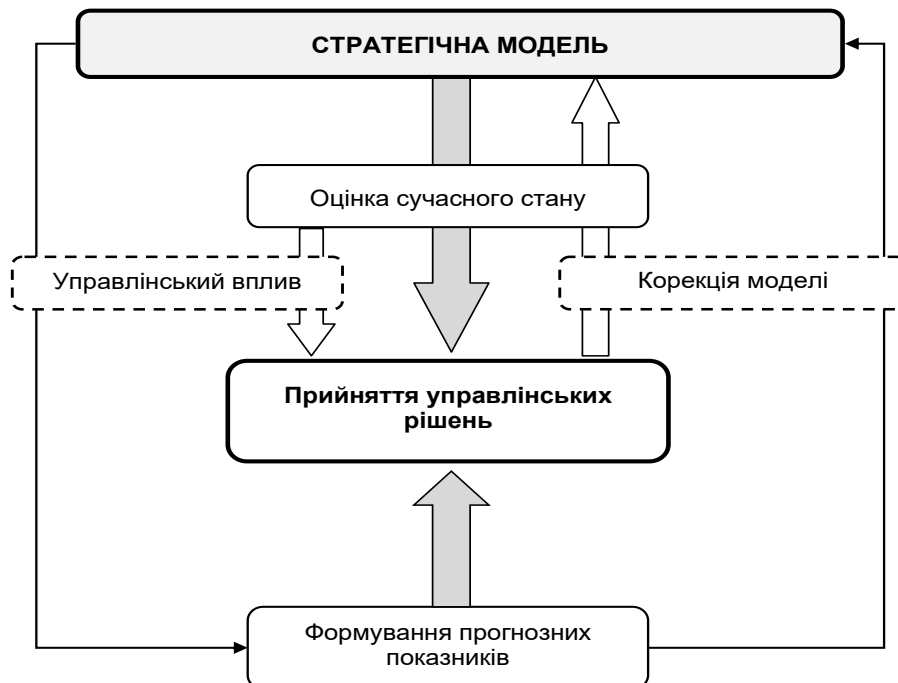 СТРАТЕГІЧНА МОДЕЛЬ
Оцінка сучасного стану
Управлінський вплив
Корекція моделі
Прийняття управлінських
рішень
Формування прогнозних
показників